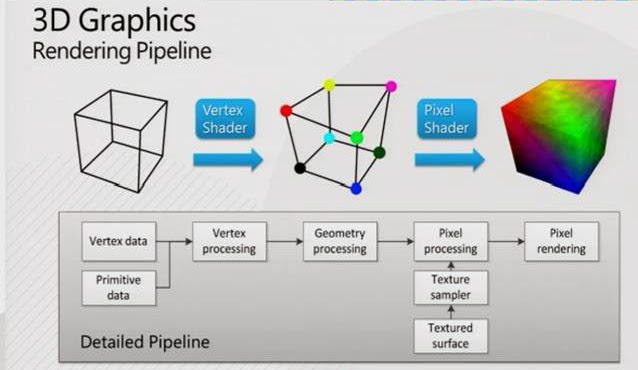 3D Graphics
Rendering Pipeline
Vertex
Shader
Pixel
Shader
Vertex data
Vertex
processing
Geometry
processing
Pixel
processing
Pixel
rendering
Primitive
data
Texture
sampler
Textured
surface
Detailed Pipeline